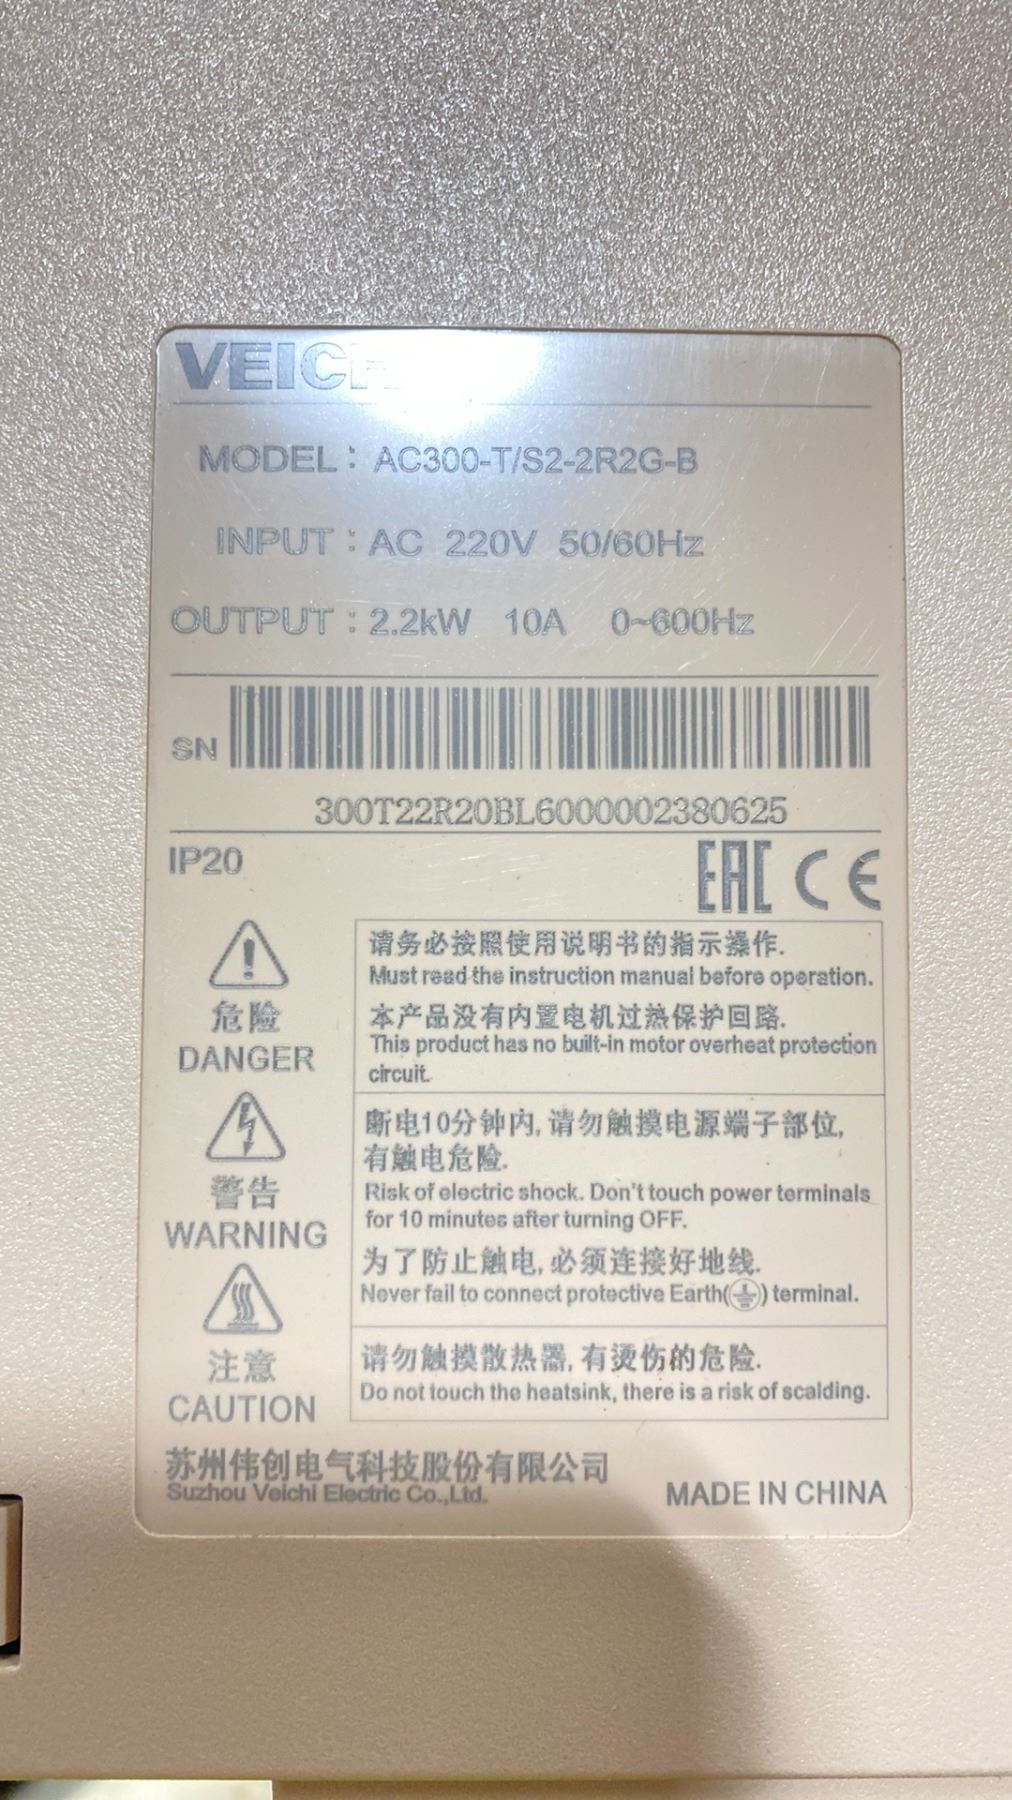 VEIC
MODEL: AC300-T/S2-2R2G-B
INPUT: AC 220V 50/60Hz
OUTPUT: 2.2kW 10A 0~600Hz
SN
300T22R20BL6000002380625
IP20
EAC CE
危险
DANGER
请务必按照使用说明书的指示操作.
Must read the instruction manual before operation.
本产品没有内置电机过热保护回路.
This product has no built-in motor overheat protection
circuit.
警告
WARNING
断电10分钟内,请勿触摸电源端子部位,
有触电危险.
Risk of electric shock. Don't touch power terminals
for 10 minutes after turning OFF.
为了防止触电,必须连接好地线.
Never fail to connect protective Earth(⏚) terminal.
注意
CAUTION
请勿触摸散热器,有烫伤的危险.
Do not touch the heatsink, there is a risk of scalding.
苏州伟创电气科技股份有限公司
Suzhou Veichi Electric Co.,Ltd.
MADE IN CHINA